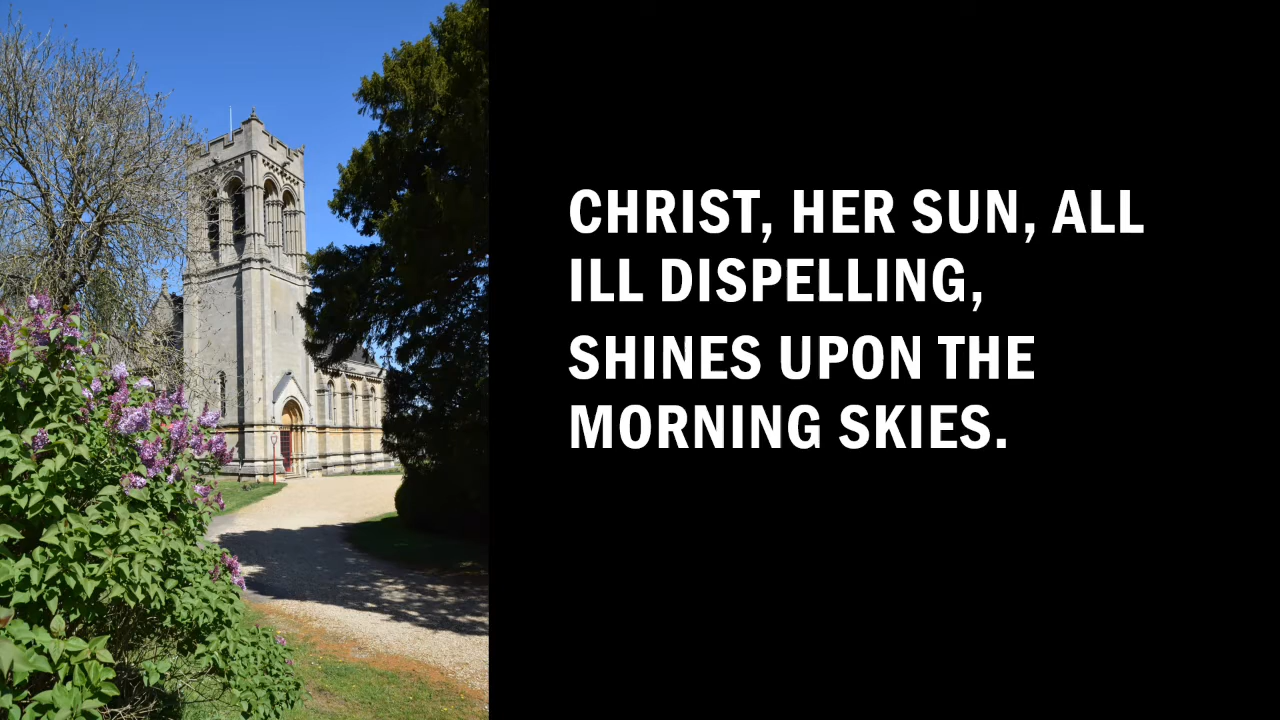 CHRIST, HER SUN, ALL
ILL DISPELLING,
SHINES UPON THE
MORNING SKIES.